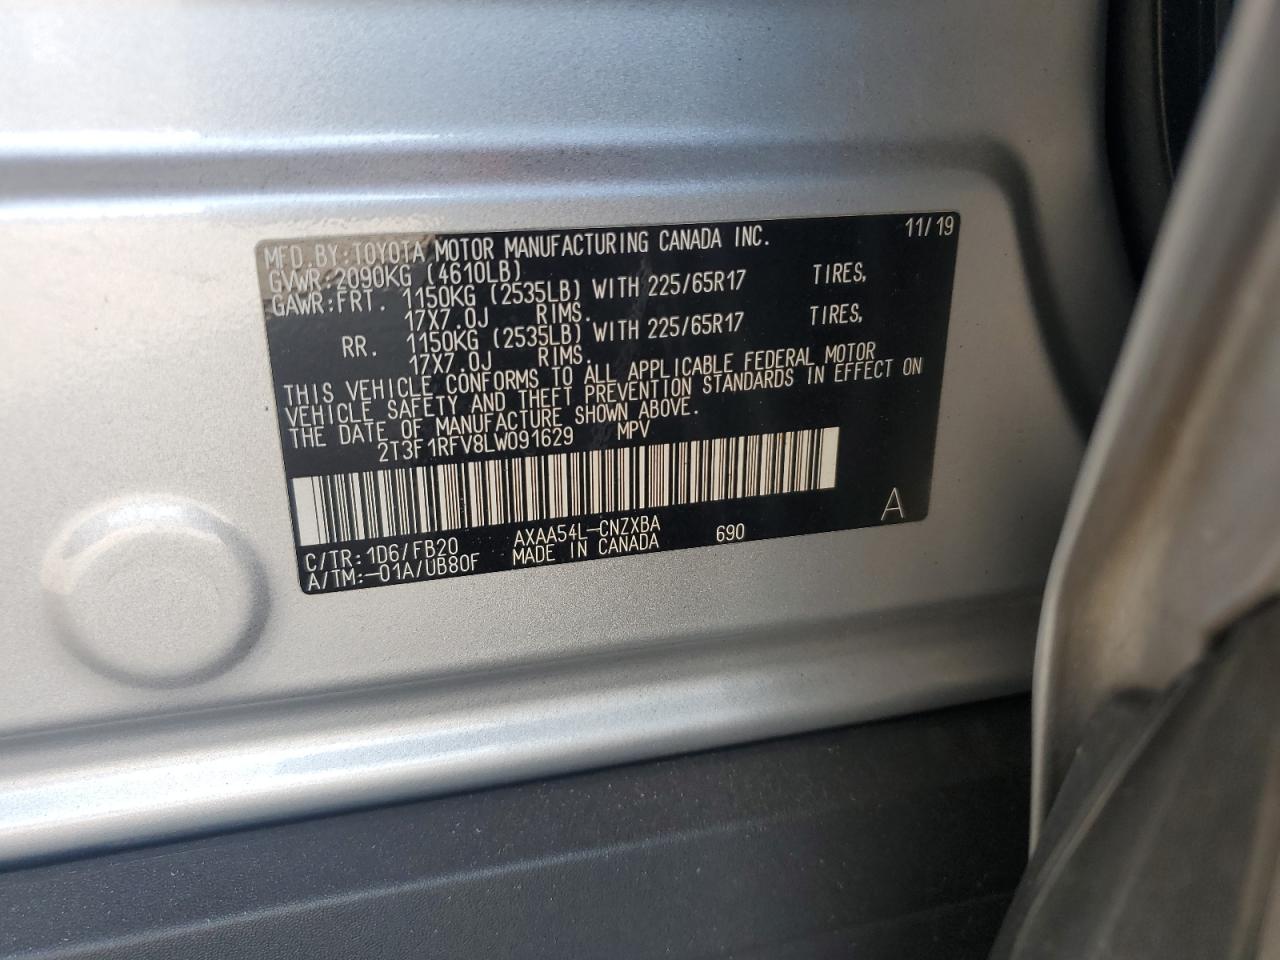 MFD.BY:TOYOTA MOTOR MANUFACTURING CANADA INC. 11/19
GVWR:2090KG (4610LB)
GAWR:FRT. 1150KG (2535LB) WITH 225/65R17 TIRES,
17X7.0J RIMS.
RR. 1150KG (2535LB) WITH 225/65R17 TIRES,
17X7.0J RIMS.
THIS VEHICLE CONFORMS TO ALL APPLICABLE FEDERAL MOTOR
VEHICLE SAFETY AND THEFT PREVENTION STANDARDS IN EFFECT ON
THE DATE OF MANUFACTURE SHOWN ABOVE.
2T3F1RFV8LW091629 MPV
A
C/TR:1D6/FB20 AXAA54L-CNZXBA 690
A/TM:-01A/UB80F MADE IN CANADA